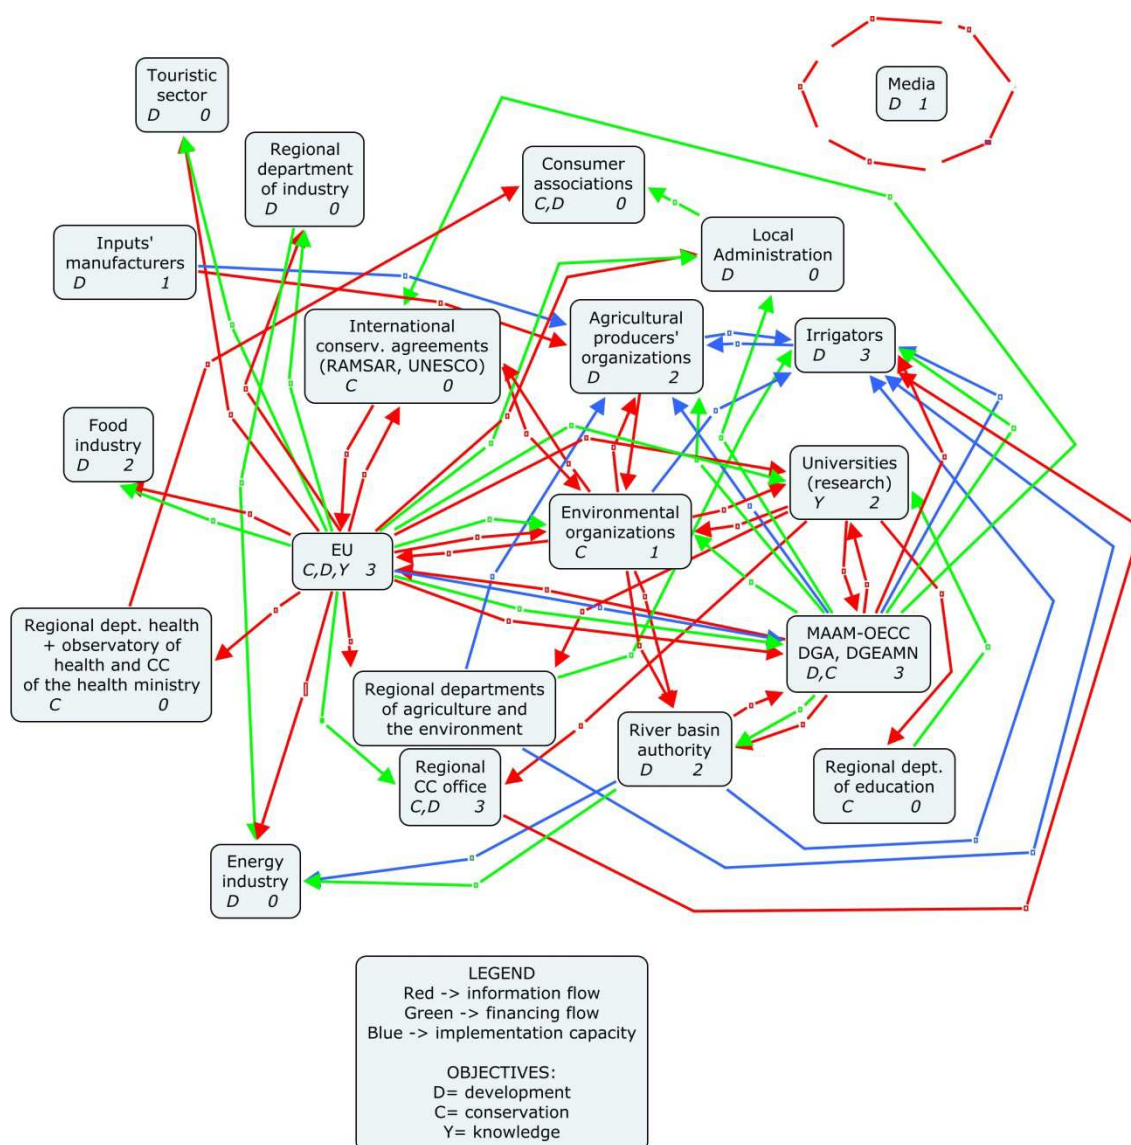 Touristic
sector
D 0
Media
D 1
Regional
department
of industry
D 0
Consumer
associations
C,D 0
Inputs'
manufacturers
D 1
Local
Administration
D 0
International
conserv. agreements
(RAMSAR, UNESCO)
C 0
Agricultural
producers'
organizations
D 2
Irrigators
D 3
Food
industry
D 2
Universities
(research)
Y 2
EU
C,D,Y 3
Environmental
organizations
C 1
Regional dept. health
+ observatory of
health and CC
of the health ministry
C 0
MAAM-OECC
DGA, DGEAMN
D,C 3
Regional departments
of agriculture and
the environment
River basin
authority
D 2
Regional
CC office
C,D 3
Regional dept.
of education
C 0
Energy
industry
D 0
LEGEND
Red -> information flow
Green -> financing flow
Blue -> implementation capacity
OBJECTIVES:
D= development
C= conservation
Y= knowledge